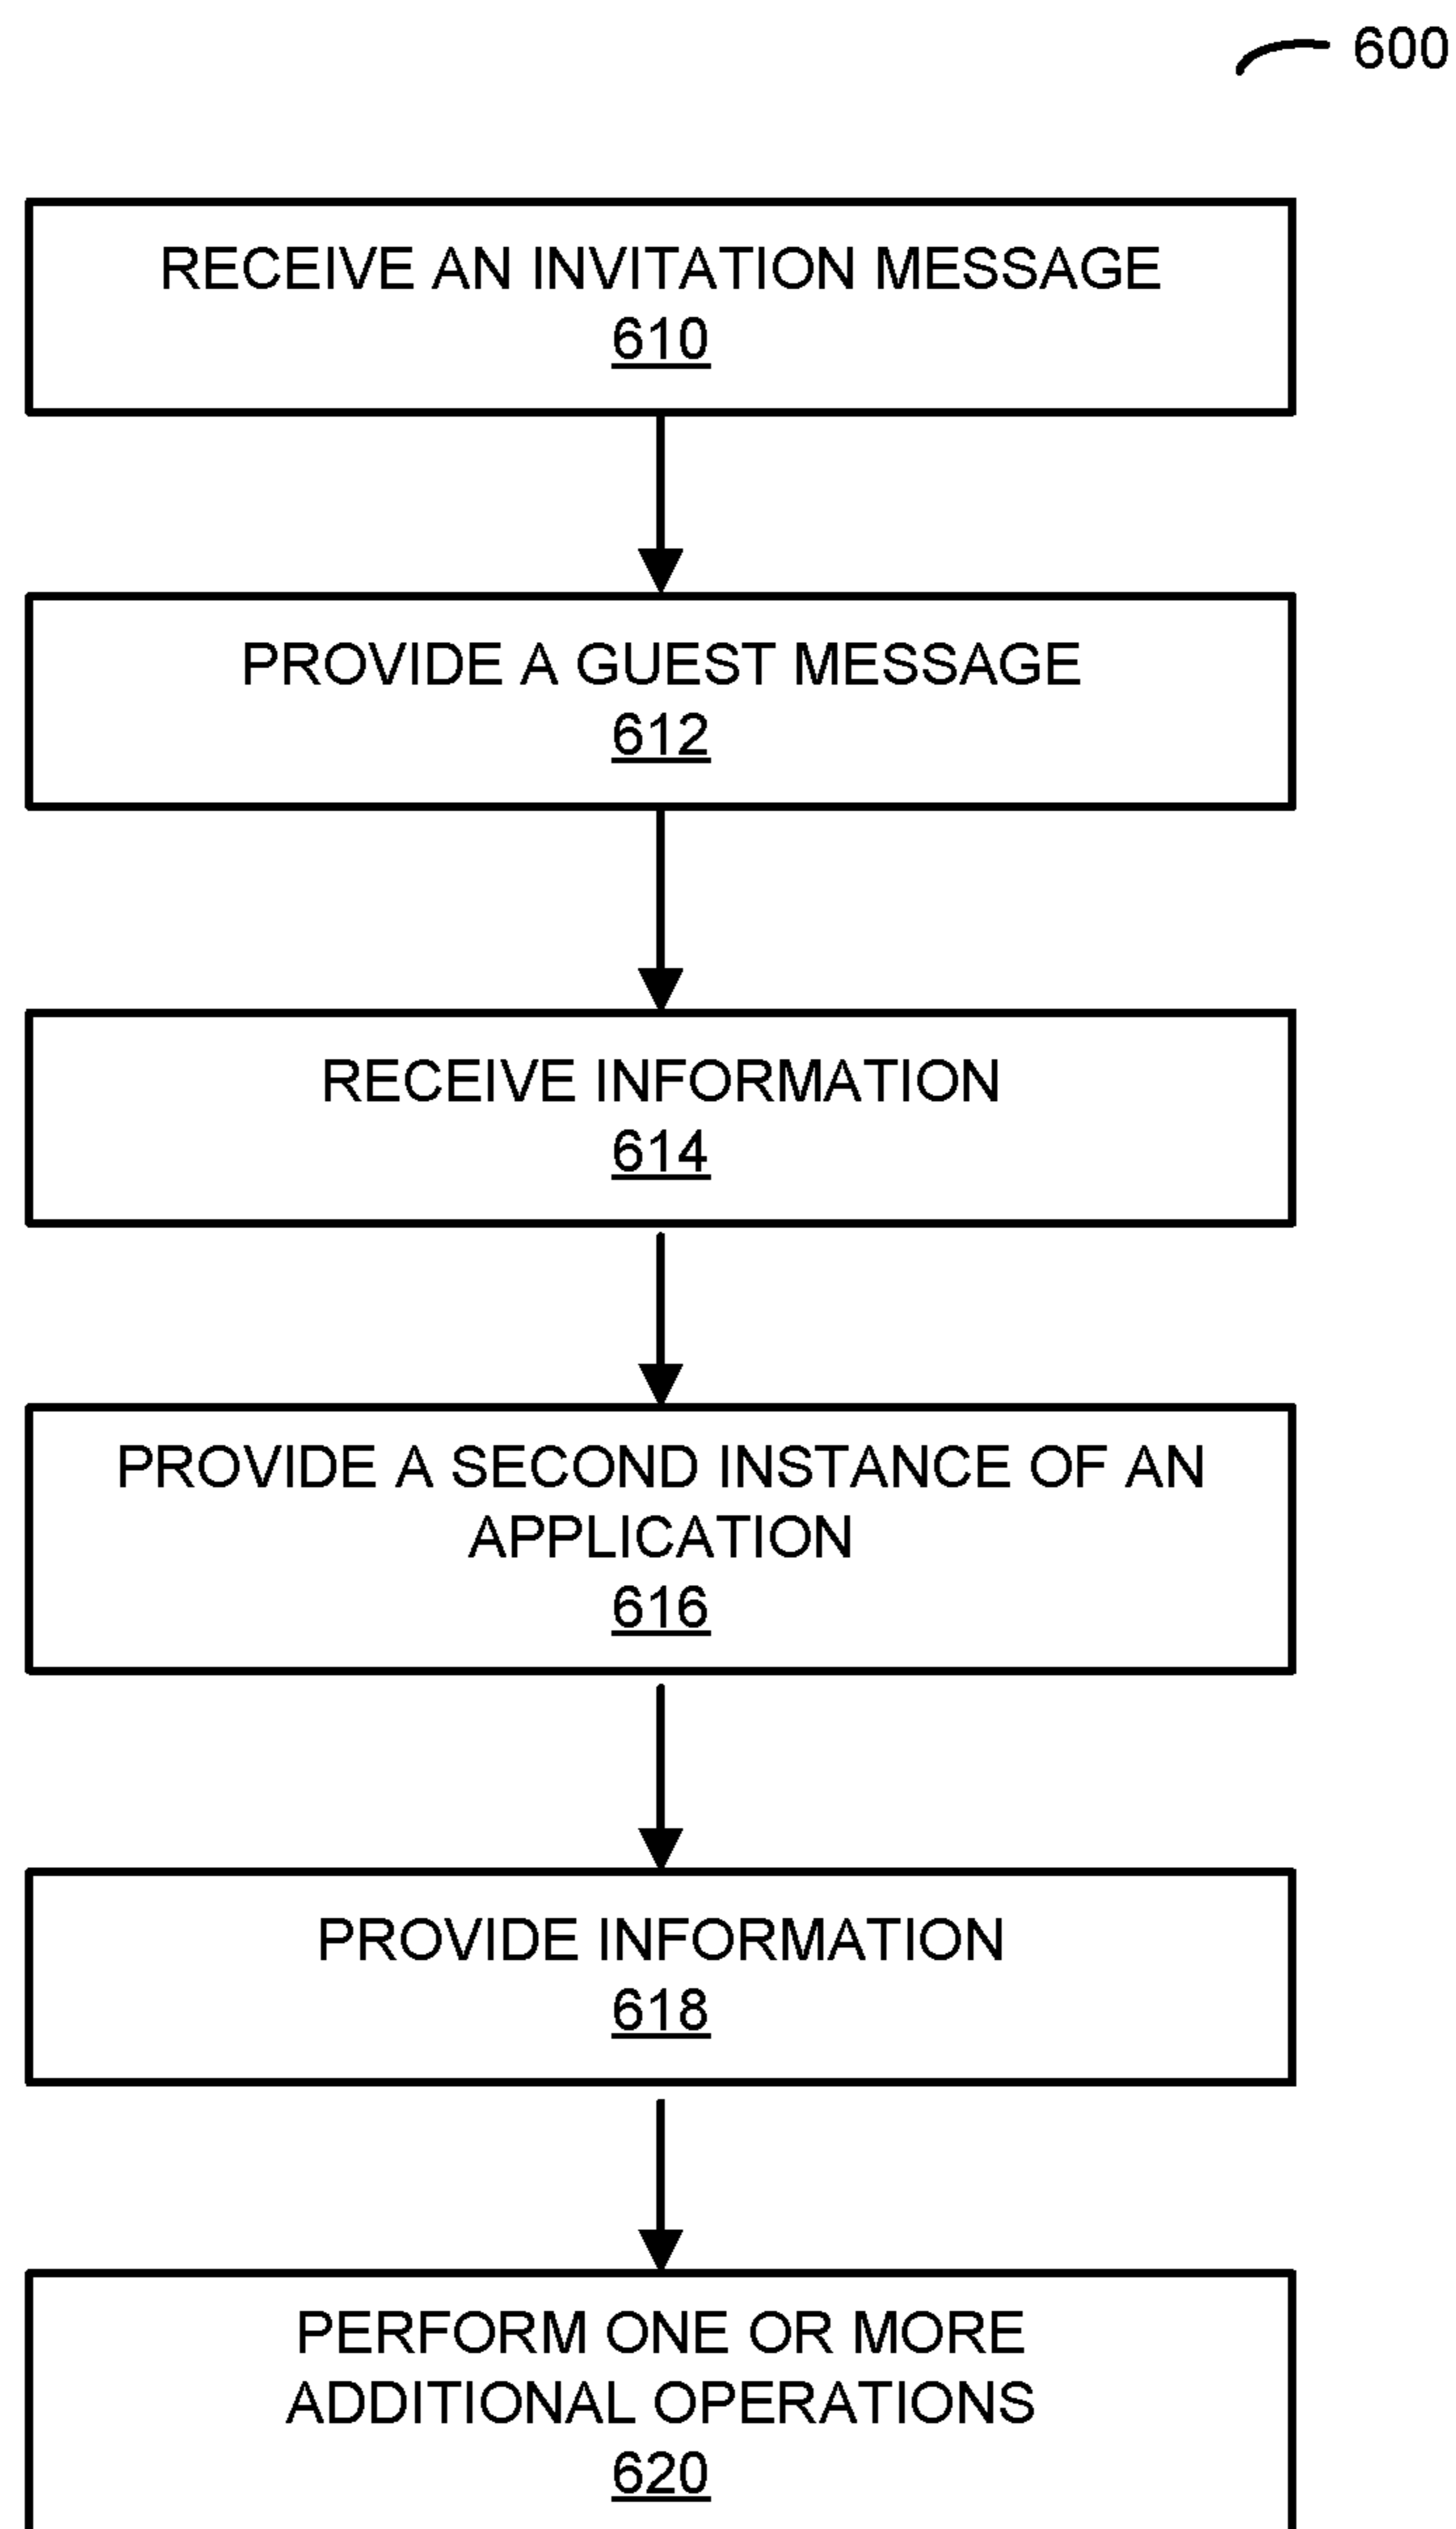 600
RECEIVE AN INVITATION MESSAGE
610
PROVIDE A GUEST MESSAGE
612
RECEIVE INFORMATION
614
PROVIDE A SECOND INSTANCE OF AN
APPLICATION
616
PROVIDE INFORMATION
618
PERFORM ONE OR MORE
ADDITIONAL OPERATIONS
620